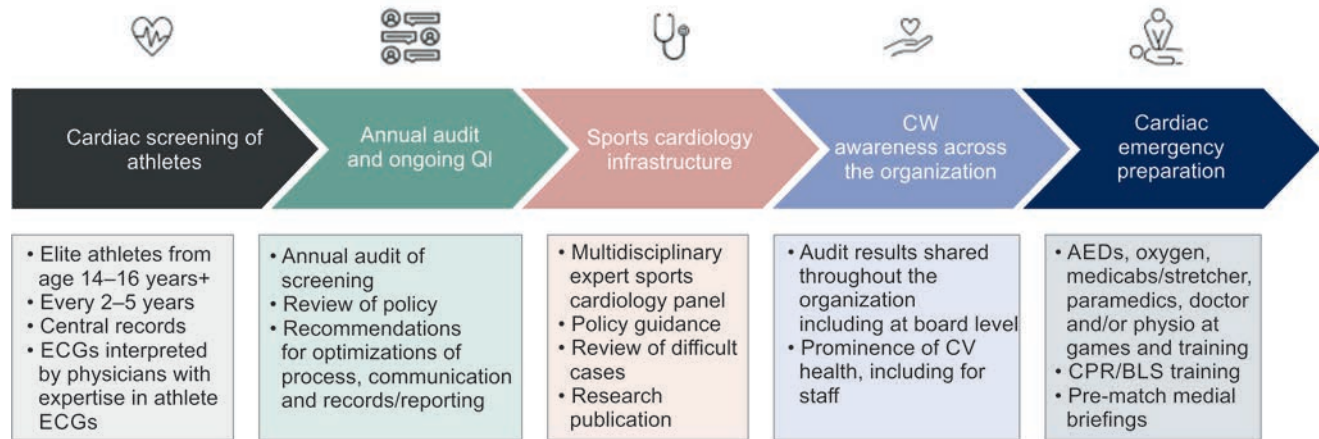 Cardiac screening of
athletes
Annual audit
and ongoing QI
Sports cardiology
infrastructure
CW
awareness across
the organization
Cardiac
emergency
preparation
• Elite athletes from
age 14–16 years+
• Every 2–5 years
• Central records
• ECGs interpreted
by physicians with
expertise in athlete
ECGs
• Annual audit of
screening
• Review of policy
• Recommendations
for optimizations of
process, communication
and records/reporting
• Multidisciplinary
expert sports
cardiology panel
• Policy guidance
• Review of difficult
cases
• Research
publication
• Audit results shared
throughout the
organization
including at board level
• Prominence of CV
health, including for
staff
• AEDs, oxygen,
medicabs/stretcher,
paramedics, doctor
and/or physio at
games and training
• CPR/BLS training
• Pre-match medial
briefings